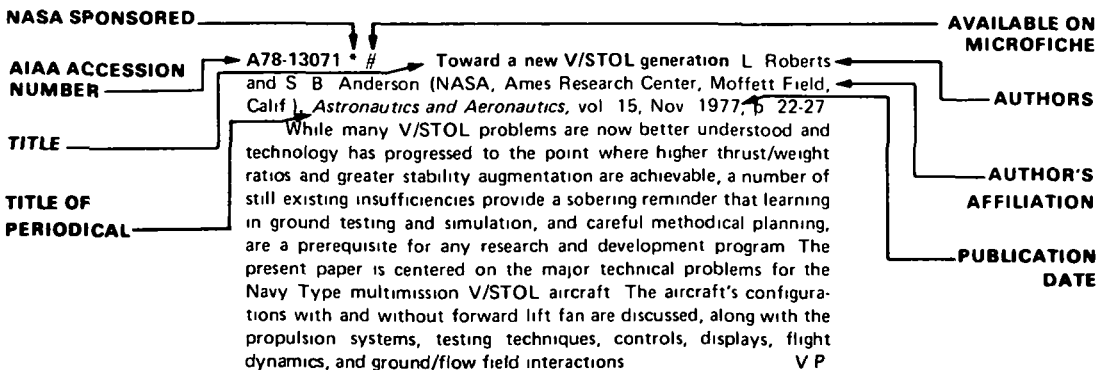 NASA SPONSORED
AVAILABLE ON
MICROFICHE
AIAA ACCESSION
NUMBER
A78-13071 * # Toward a new V/STOL generation L Roberts
and S B Anderson (NASA, Ames Research Center, Moffett Field,
Calif ), Astronautics and Aeronautics, vol 15, Nov 1977, p 22-27
AUTHORS
TITLE
While many V/STOL problems are now better understood and
technology has progressed to the point where higher thrust/weight
ratios and greater stability augmentation are achievable, a number of
still existing insufficiencies provide a sobering reminder that learning
in ground testing and simulation, and careful methodical planning,
are a prerequisite for any research and development program The
present paper is centered on the major technical problems for the
Navy Type multimission V/STOL aircraft The aircraft's configura-
tions with and without forward lift fan are discussed, along with the
propulsion systems, testing techniques, controls, displays, flight
dynamics, and ground/flow field interactions V P
TITLE OF
PERIODICAL
AUTHOR'S
AFFILIATION
PUBLICATION
DATE